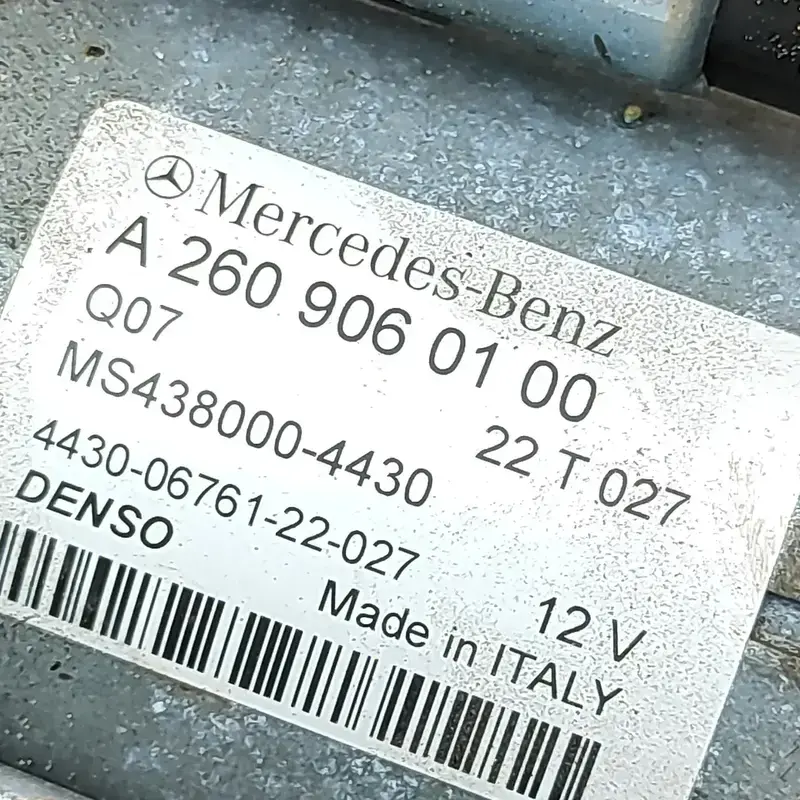 Mercedes-Benz
A 260 906 01 00
Q07
22 T 027
MS438000-4430
4430-06761-22-027
DENSO
12 V
Made in ITALY